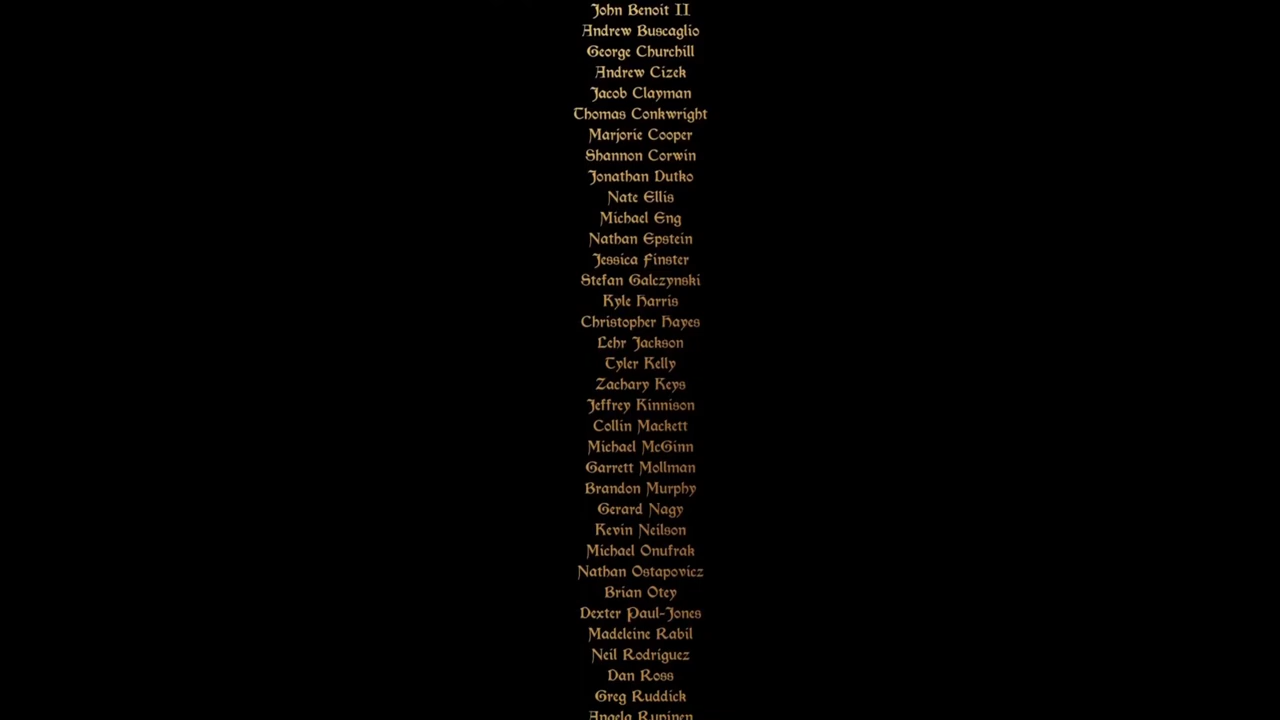 John Benoit II
Andrew Buscaglio
George Churchill
Andrew Cizek
Jacob Clayman
Thomas Conkwright
Marjorie Cooper
Shannon Corwin
Jonathan Dutko
Nate Ellis
Michael Eng
Nathan Epstein
Jessica Finster
Stefan Galczynski
Kyle Harris
Christopher Hayes
Lehr Jackson
Tyler Kelly
Zachary Keys
Jeffrey Kinnison
Collin Mackett
Michael McGinn
Garrett Mollman
Brandon Murphy
Gerard Nagy
Kevin Neilson
Michael Onufrak
Nathan Ostapovicz
Brian Otey
Dexter Paul-Jones
Madeleine Rabil
Neil Rodriguez
Dan Ross
Greg Ruddick
Angela Rupinen